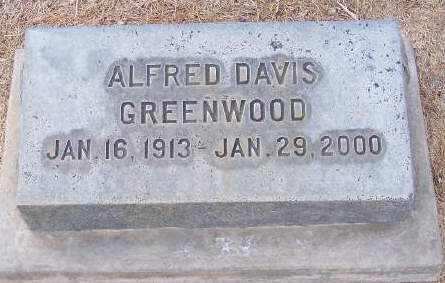 ALFRED DAVIS
GREENWOOD
JAN. 16, 1913 - JAN. 29, 2000